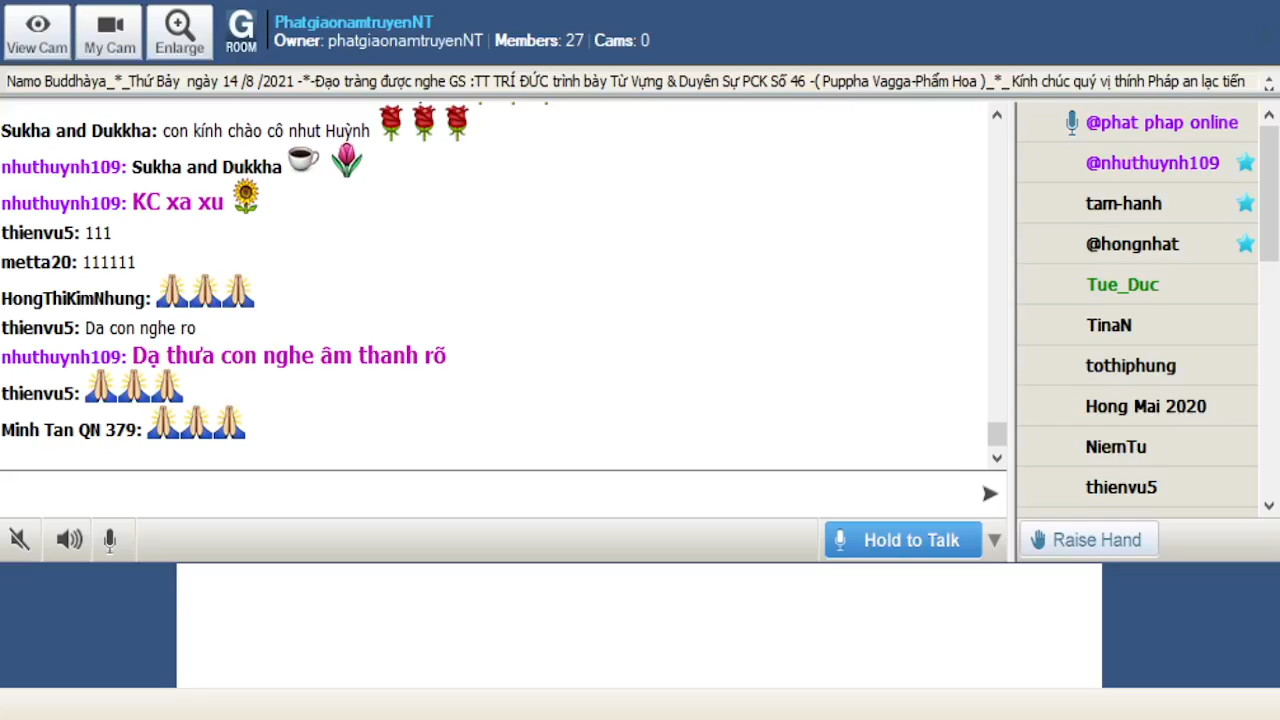 View Cam
My Cam
Enlarge
G
ROOM
PhatgiaonamtruyenNT
Owner: phatgiaonamtruyenNT | Members: 27 | Cams: 0
Namo Buddhàya_*_Thứ Bảy ngày 14 /8 /2021 -*-Đạo tràng được nghe GS :TT TRÍ ĐỨC trình bày Từ Vựng & Duyên Sự PCK Số 46 -( Puppha Vagga-Phẩm Hoa )_*_ Kính chúc quý vị thính Pháp an lạc tiến
Sukha and Dukkha: con kính chào cô nhut Huỳnh
nhuthuynh109: Sukha and Dukkha
nhuthuynh109: KC xa xu
thienvu5: 111
metta20: 111111
HongThiKimNhung:
thienvu5: Da con nghe ro
nhuthuynh109: Dạ thưa con nghe âm thanh rõ
thienvu5:
Minh Tan QN 379:
Hold to Talk
@phat phap online
@nhuthuynh109
tam-hanh
@hongnhat
Tue_Duc
TinaN
tothiphung
Hong Mai 2020
NiemTu
thienvu5
Raise Hand